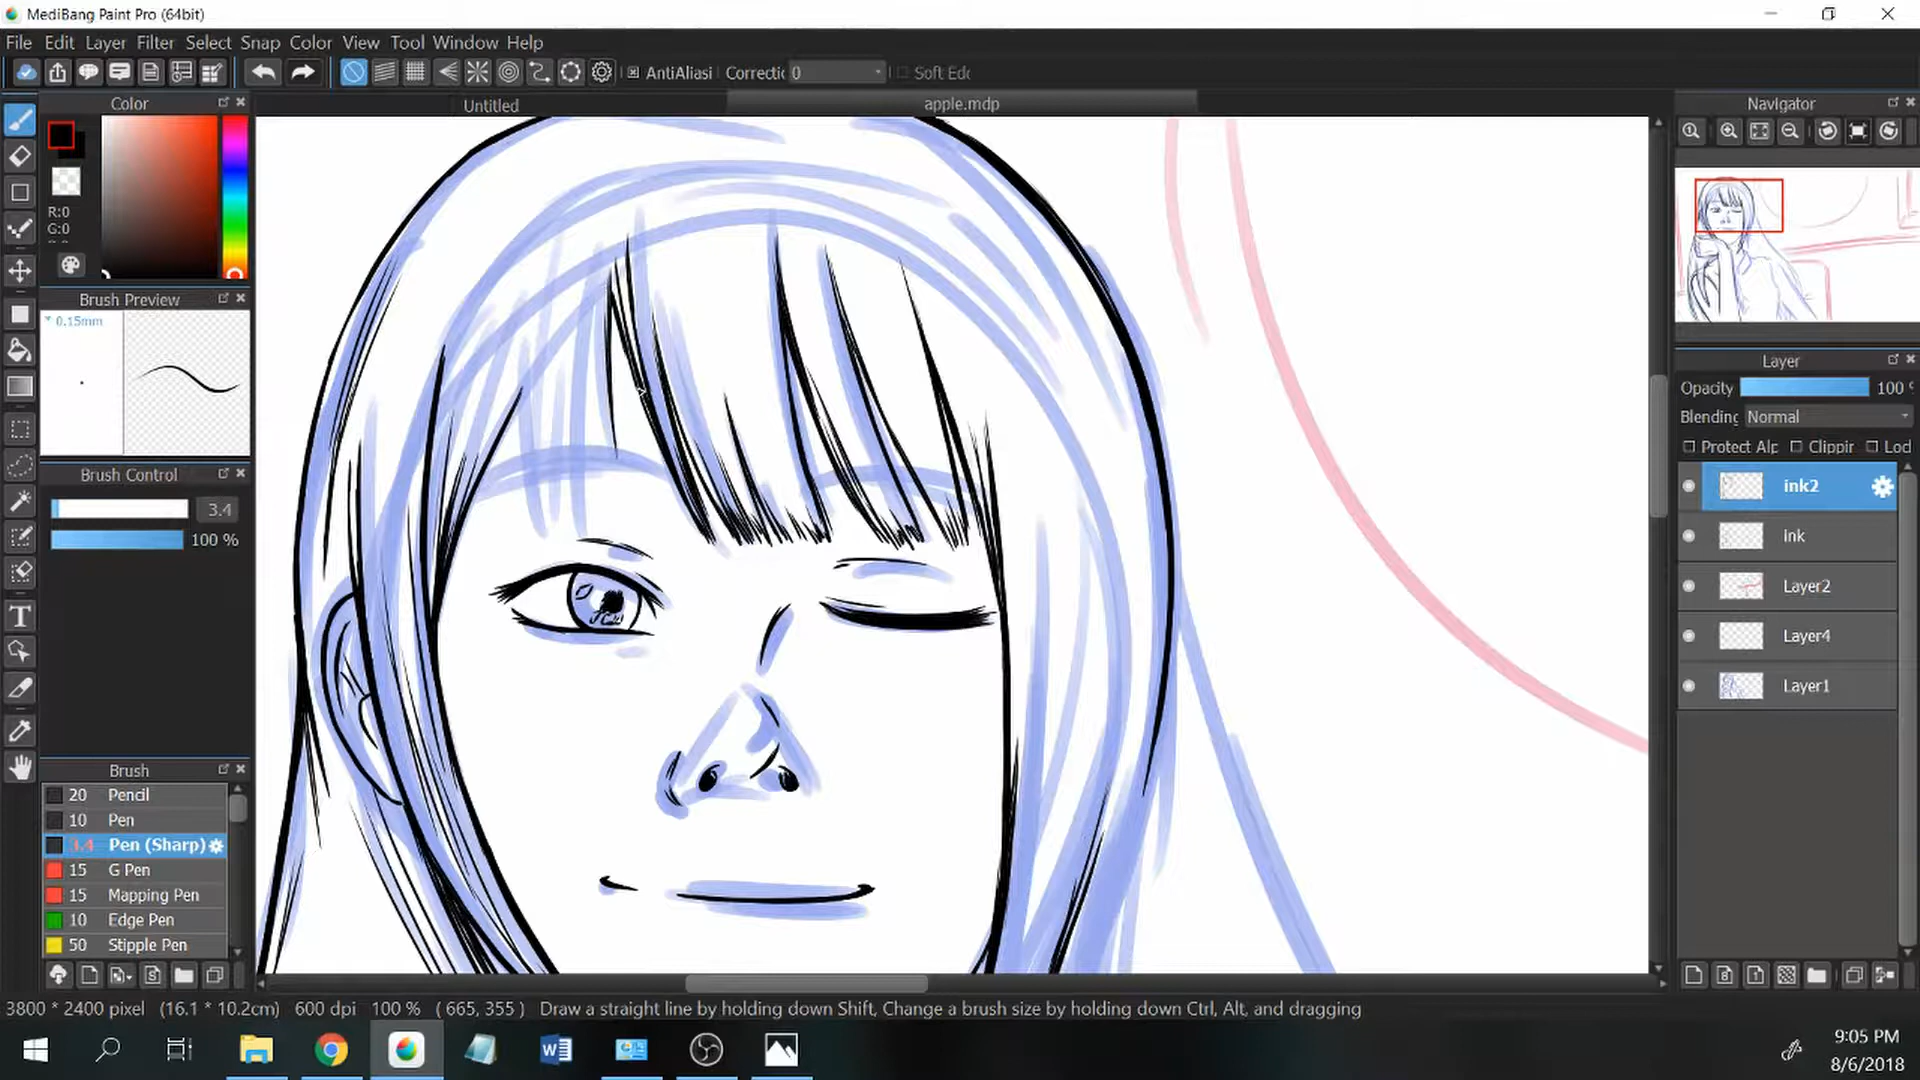 MediBang Paint Pro (64bit)
File Edit Layer Filter Select Snap Color View Tool Window Help
AntiAliasi Correctic 0 Soft Edc
Color Untitled apple.mdp Navigator
R:0
G:0
Brush Preview
0.15mm
Layer
Opacity 100
Blending Normal
Protect Alp Clippir Loc
Brush Control
3.4
100 %
ink2
ink
Layer2
Layer4
Layer1
Brush
20 Pencil
10 Pen
3.4 Pen (Sharp)
15 G Pen
15 Mapping Pen
10 Edge Pen
50 Stipple Pen
T
3800 * 2400 pixel (16.1 * 10.2cm) 600 dpi 100 % ( 665, 355 ) Draw a straight line by holding down Shift, Change a brush size by holding down Ctrl, Alt, and dragging
9:05 PM
8/6/2018